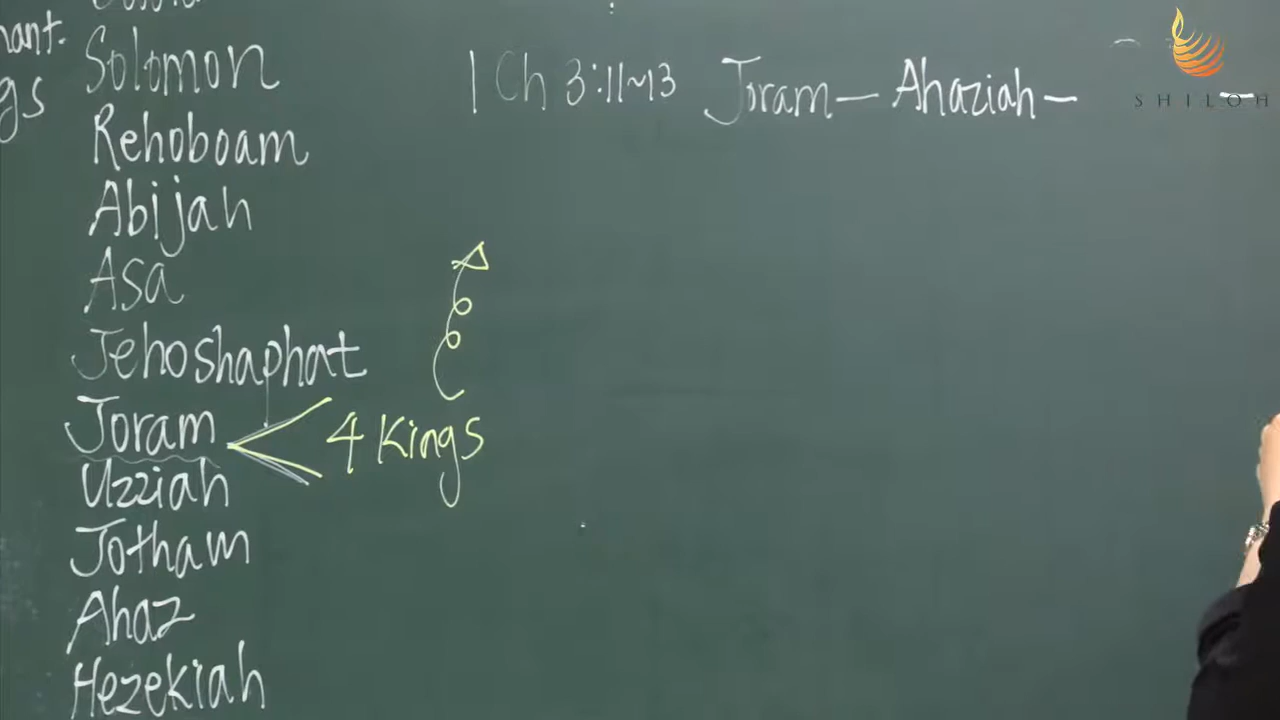 Solomon
Rehoboam
Abijah
Asa
Jehoshaphat
Joram < 4 Kings
Uzziah
Jotham
Ahaz
Hezekiah
1 Ch 3:11~13 Joram — Ahaziah —
SHILOH